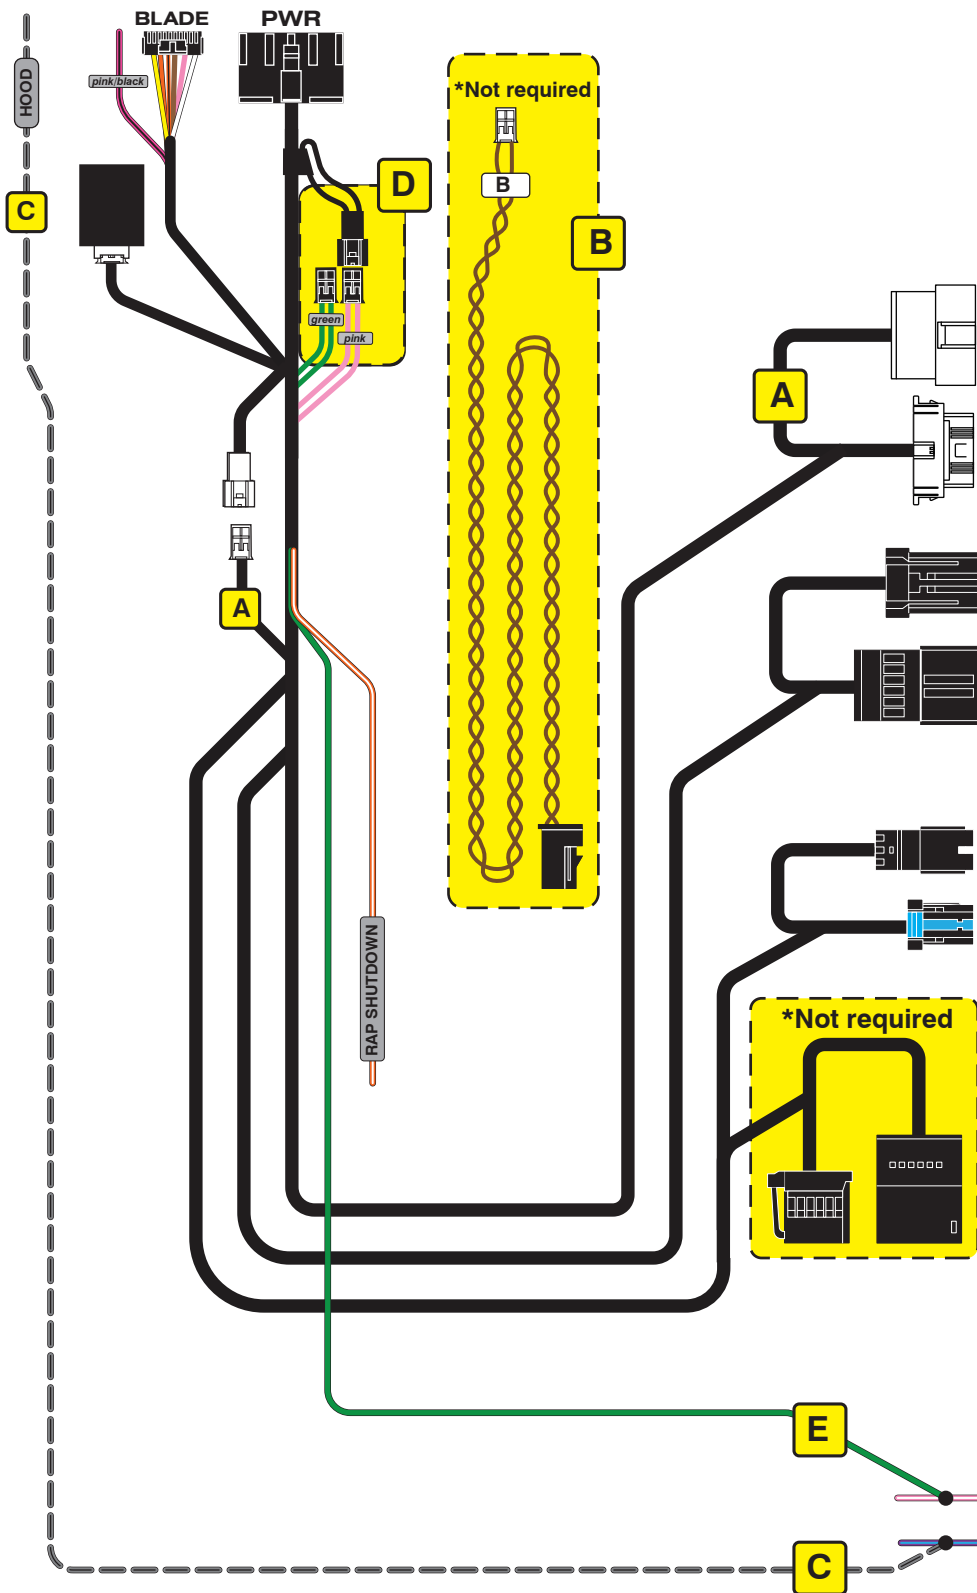 BLADE
PWR
HOOD
pink/black
*Not required
D
B
C
B
green
pink
A
A
RAP SHUTDOWN
*Not required
E
C